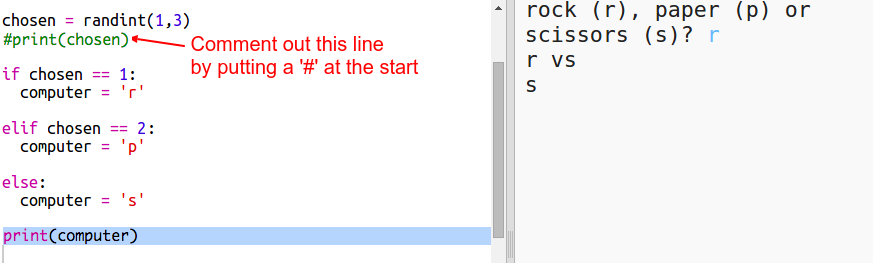 chosen = randint(1,3)
#print(chosen)
Comment out this line
by putting a '#' at the start
if chosen == 1:
  computer = 'r'
elif chosen == 2:
  computer = 'p'
else:
  computer = 's'
print(computer)
rock (r), paper (p) or
scissors (s)? r
r vs
s